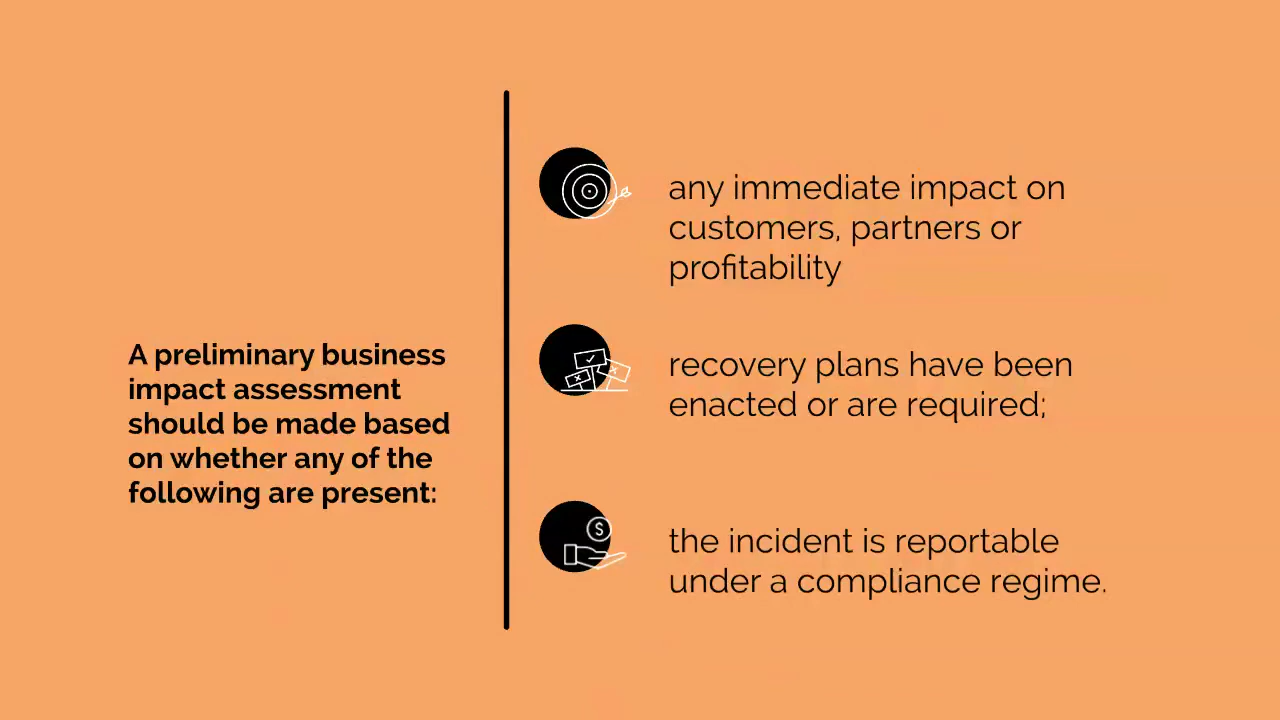 A preliminary business
impact assessment
should be made based
on whether any of the
following are present:
any immediate impact on
customers, partners or
profitability
recovery plans have been
enacted or are required;
the incident is reportable
under a compliance regime.